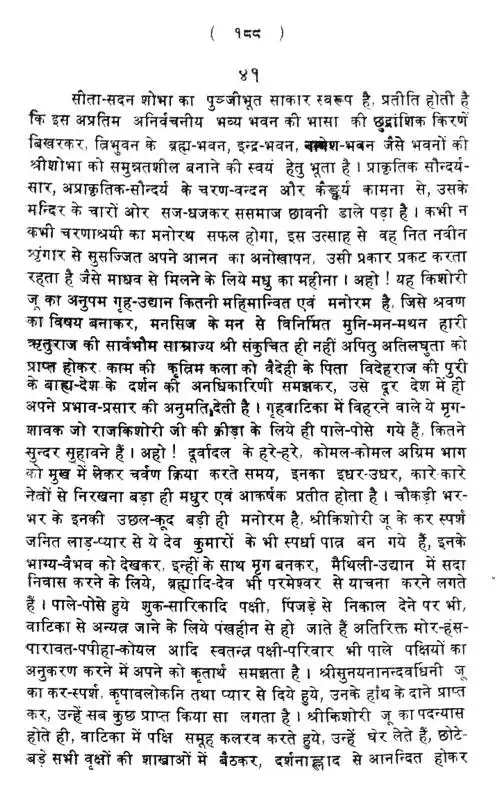 ( १८८ )
४१
सीता-सदन शोभा का पुञ्जीभूत साकार स्वरूप है, प्रतीति होती है
कि इस अप्रतिम अनिर्वचनीय भव्य भवन की भासा की छुद्रांशिक किरणें
बिखरकर, त्रिभुवन के ब्रह्म-भवन, इन्द्र-भवन, भवन जैसे भवनों की
श्रीशोभा को समुन्नतशील बनाने की स्वयं हेतु भूता है । प्राकृतिक सौन्दर्य-
सार, अप्राकृतिक-सौन्दर्य के चरण-वन्दन और कैङ्कर्य कामना से, उसके
मन्दिर के चारों ओर सज-धजकर ससमाज छावनी डाले पड़ा है । कभी न
कभी चरणाश्रयी का मनोरथ सफल होगा, इस उत्साह से वह नित नवीन
श्रृंगार से सुसज्जित अपने आनन का अनोखापन, उसी प्रकार प्रकट करता
रहता है जैसे माधव से मिलने के लिये मधु का महीना । अहो ! यह किशोरी
जू का अनुपम गृह-उद्यान कितनी महिमान्वित एवं मनोरम है, जिसे श्रवण
का विषय बनाकर, मनसिज के मन से विनिर्मित मुनि-मन-मथन हारी
ऋतुराज की सार्वभौम साम्राज्य श्री संकुचित ही नहीं अपितु अतिलघुता को
प्राप्त होकर काम की कृत्रिम कला को वैदेही के पिता विदेहराज की पुरी
के बाह्य-देश के दर्शन की अनधिकारिणी समझकर, उसे दूर देश में ही
अपने प्रभाव-प्रसार की अनुमति देती है । गृहवाटिका में विहरने वाले ये मृग-
शावक जो राजकिशोरी जी की क्रीड़ा के लिये ही पाले-पोसे गये हैं, कितने
सुन्दर सुहावने हैं । अहो ! दूर्वादल के हरे-हरे, कोमल-कोमल अग्रिम भाग
को मुख में लेकर चर्वण क्रिया करते समय, इनका इधर-उधर, कारे-कारे
नेत्रों से निरखना बड़ा ही मधुर एवं आकर्षक प्रतीत होता है । चौकड़ी भर-
भर के इनकी उछल-कूद बड़ी ही मनोरम है, श्रीकिशोरी जू के कर स्पर्श
जनित लाड़-प्यार से ये देव कुमारों के भी स्पर्धा पात्र बन गये हैं, इनके
भाग्य-वैभव को देखकर, इन्हीं के साथ मृग बनकर, मैथिली-उद्यान में सदा
निवास करने के लिये, ब्रह्मादि-देव भी परमेश्वर से याचना करने लगते
हैं । पाले-पोसे हुये शुक-सारिकादि पक्षी, पिंजड़े से निकाल देने पर भी,
वाटिका से अन्यत्र जाने के लिये पंखहीन से हो जाते हैं अतिरिक्त मोर-हंस-
पारावत-पपीहा-कोयल आदि स्वतन्त्र पक्षी-परिवार भी पाले पक्षियों का
अनुकरण करने में अपने को कृतार्थ समझता है । श्रीसुनयनानन्दवर्धिनी जू
का कर-स्पर्श, कृपावलोकनि तथा प्यार से दिये हुये, उनके हाँथ के दाने प्राप्त
कर, उन्हें सब कुछ प्राप्त किया सा लगता है । श्रीकिशोरी जू का पदन्यास
होते ही, वाटिका में पक्षि समूह कलरव करते हुये, उन्हें घेर लेते हैं, छोटे-
बड़े सभी वृक्षों की शाखाओं में बैठकर, दर्शनाह्लाद से आनन्दित होकर